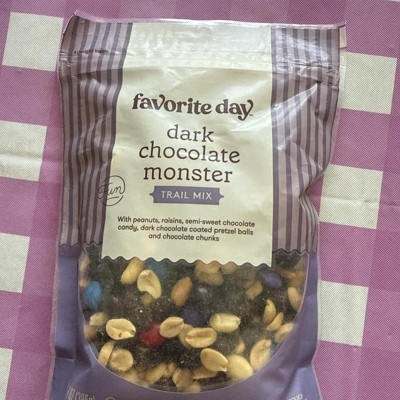 favorite day™
dark
chocolate
monster
TRAIL MIX
fun
With peanuts, raisins, semi-sweet chocolate
candy, dark chocolate coated pretzel balls
and chocolate chunks